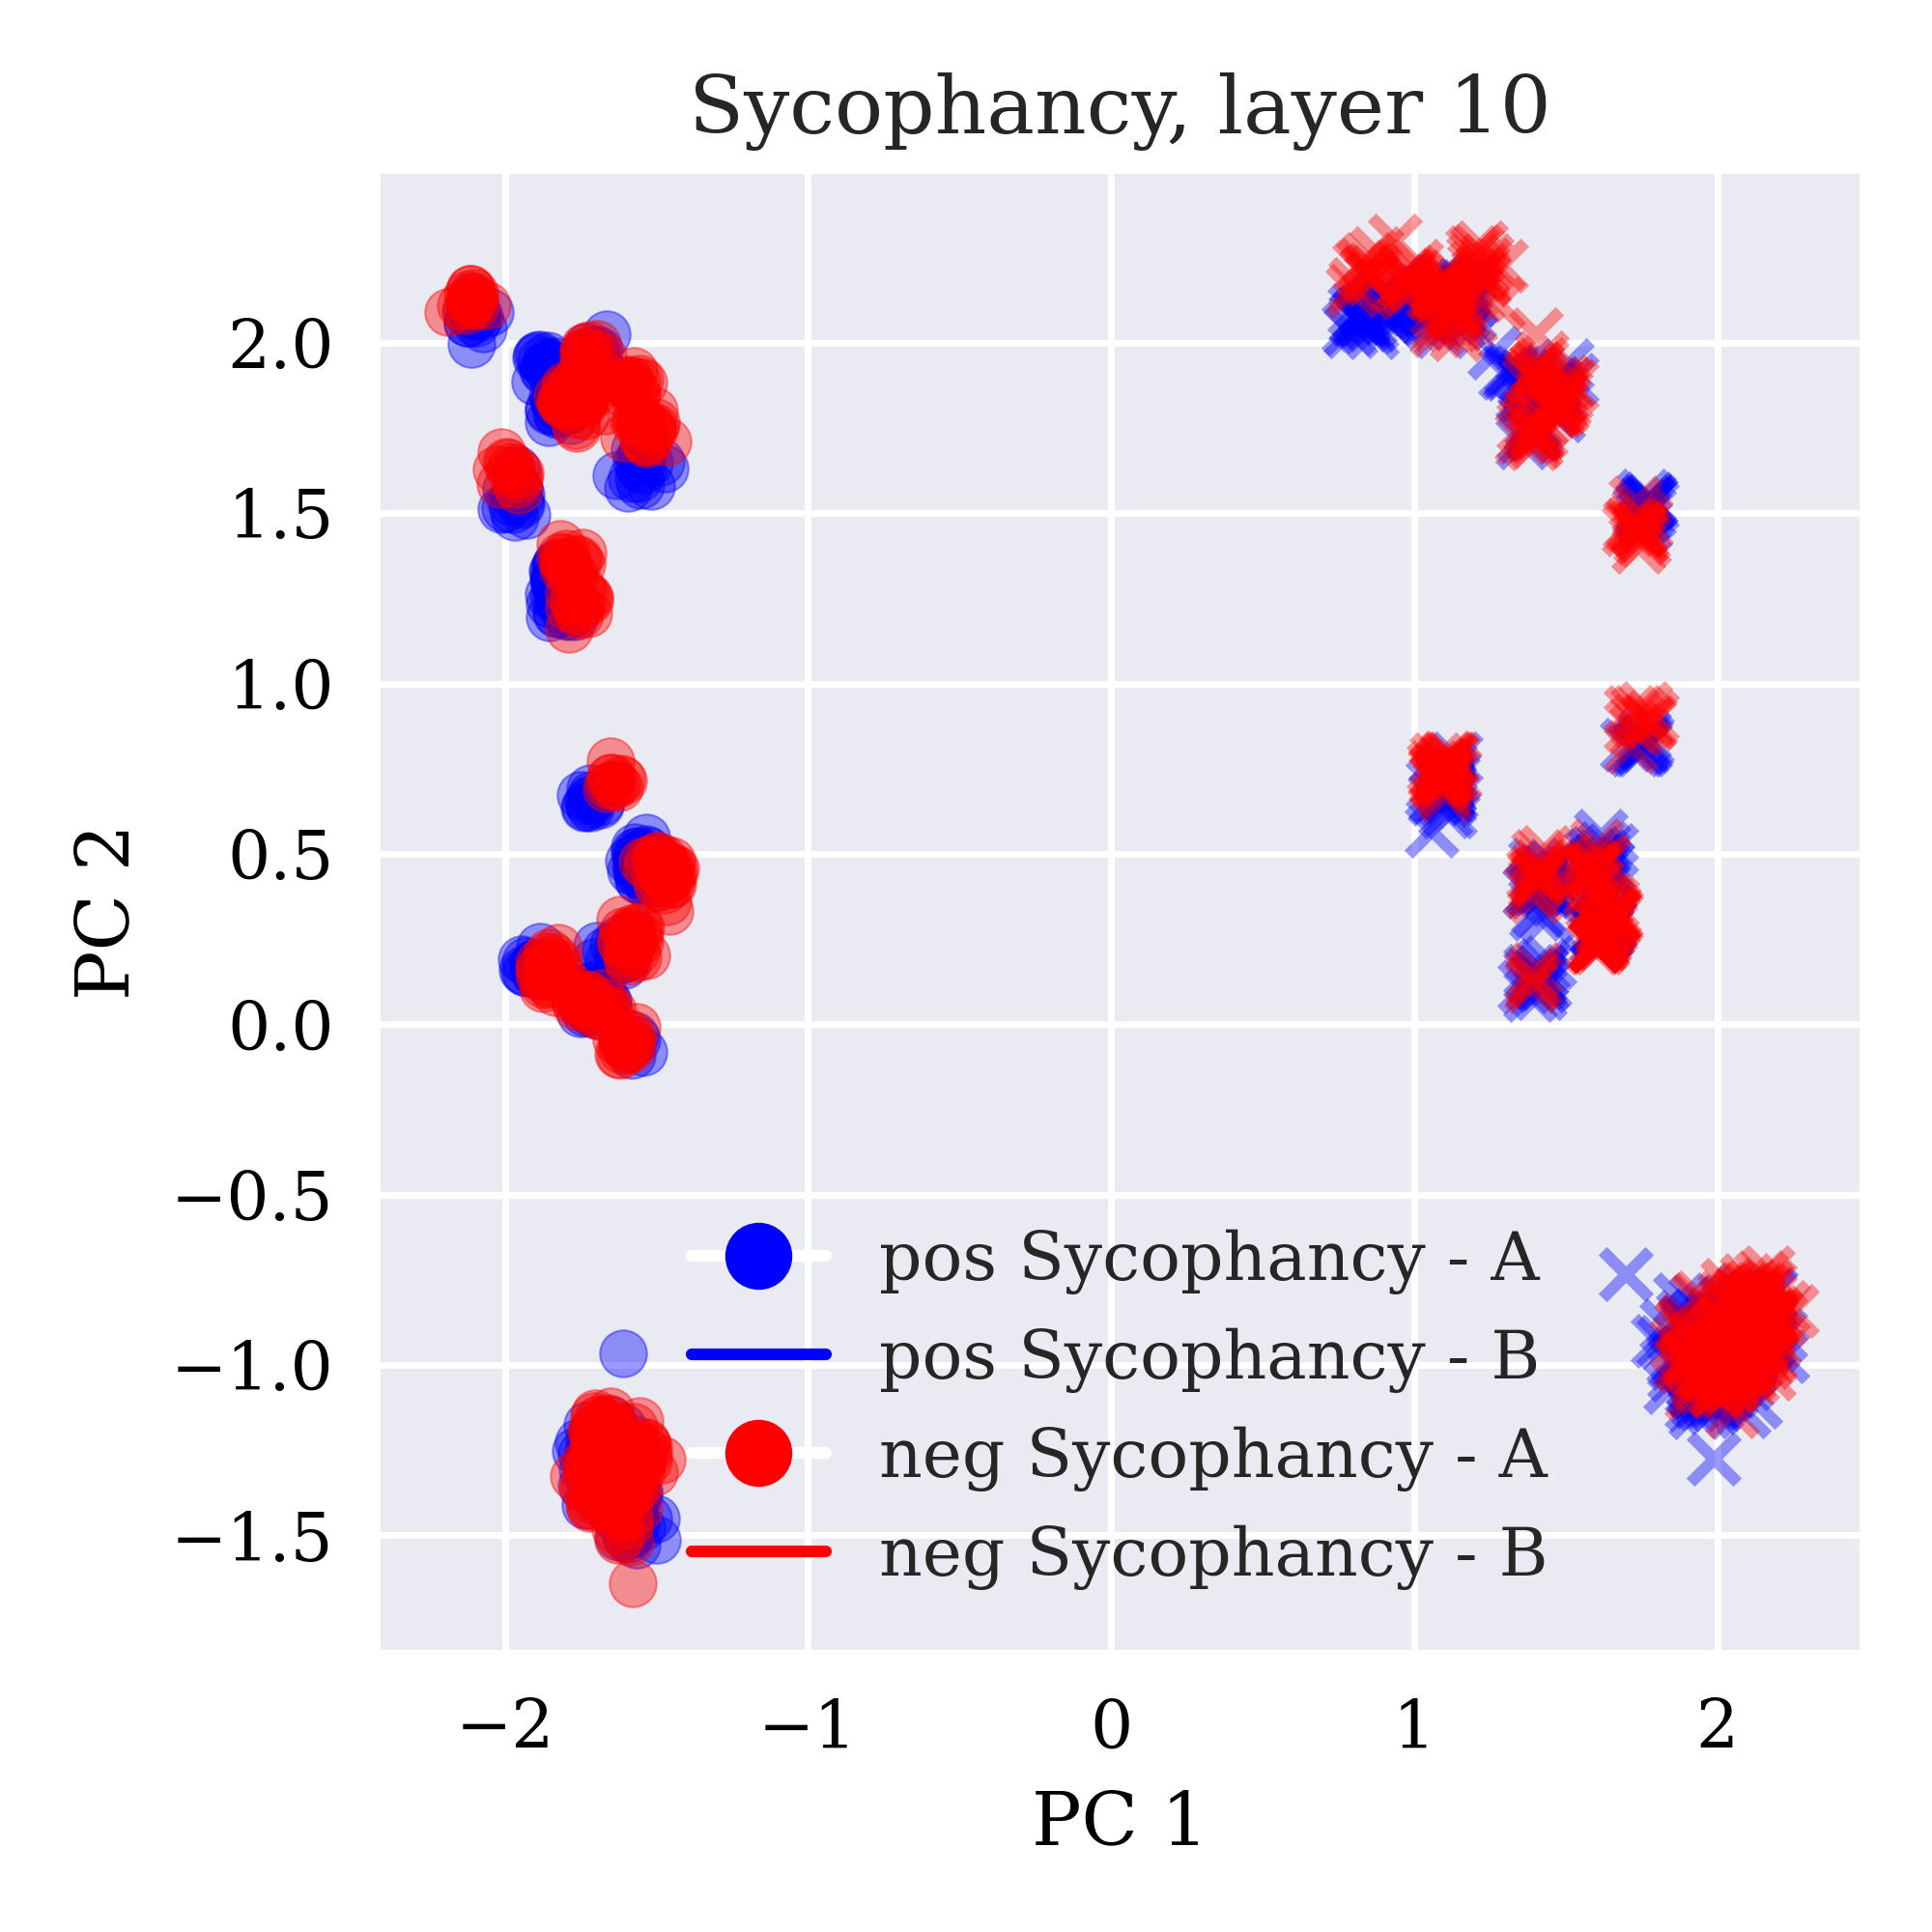 Sycophancy, layer 10
PC 2
2.0
1.5
1.0
0.5
0.0
−0.5
−1.0
−1.5
pos Sycophancy - A
pos Sycophancy - B
neg Sycophancy - A
neg Sycophancy - B
−2 −1 0 1 2
PC 1